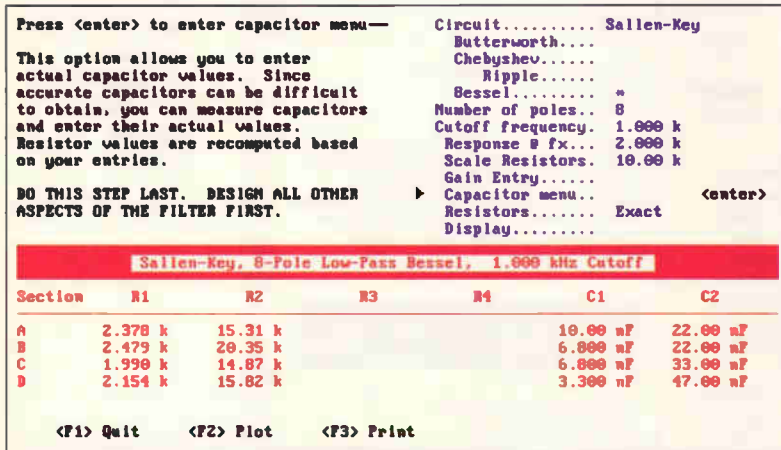 Press <enter> to enter capacitor menu—
This option allows you to enter
actual capacitor values. Since
accurate capacitors can be difficult
to obtain, you can measure capacitors
and enter their actual values.
Resistor values are recomputed based
on your entries.
DO THIS STEP LAST. DESIGN ALL OTHER
ASPECTS OF THE FILTER FIRST.
Circuit.......... Sallen-Key
Butterworth....
Chebyshev......
Ripple.......
Bessel......... *
Number of poles.. 8
Cutoff frequency. 1.000 k
Response @ fx... 2.000 k
Scale Resistors. 10.00 k
Gain Entry......
► Capacitor menu.. <enter>
Resistors........ Exact
Display.........
Sallen-Key, 8-Pole Low-Pass Bessel, 1.000 kHz Cutoff
Section R1 R2 R3 R4 C1 C2
A 2.378 k 15.31 k 10.00 nF 22.00 nF
B 2.479 k 20.35 k 6.800 nF 22.00 nF
C 1.990 k 14.87 k 6.800 nF 33.00 nF
D 2.154 k 15.82 k 3.300 nF 47.00 nF
<F1> Quit <F2> Plot <F3> Print